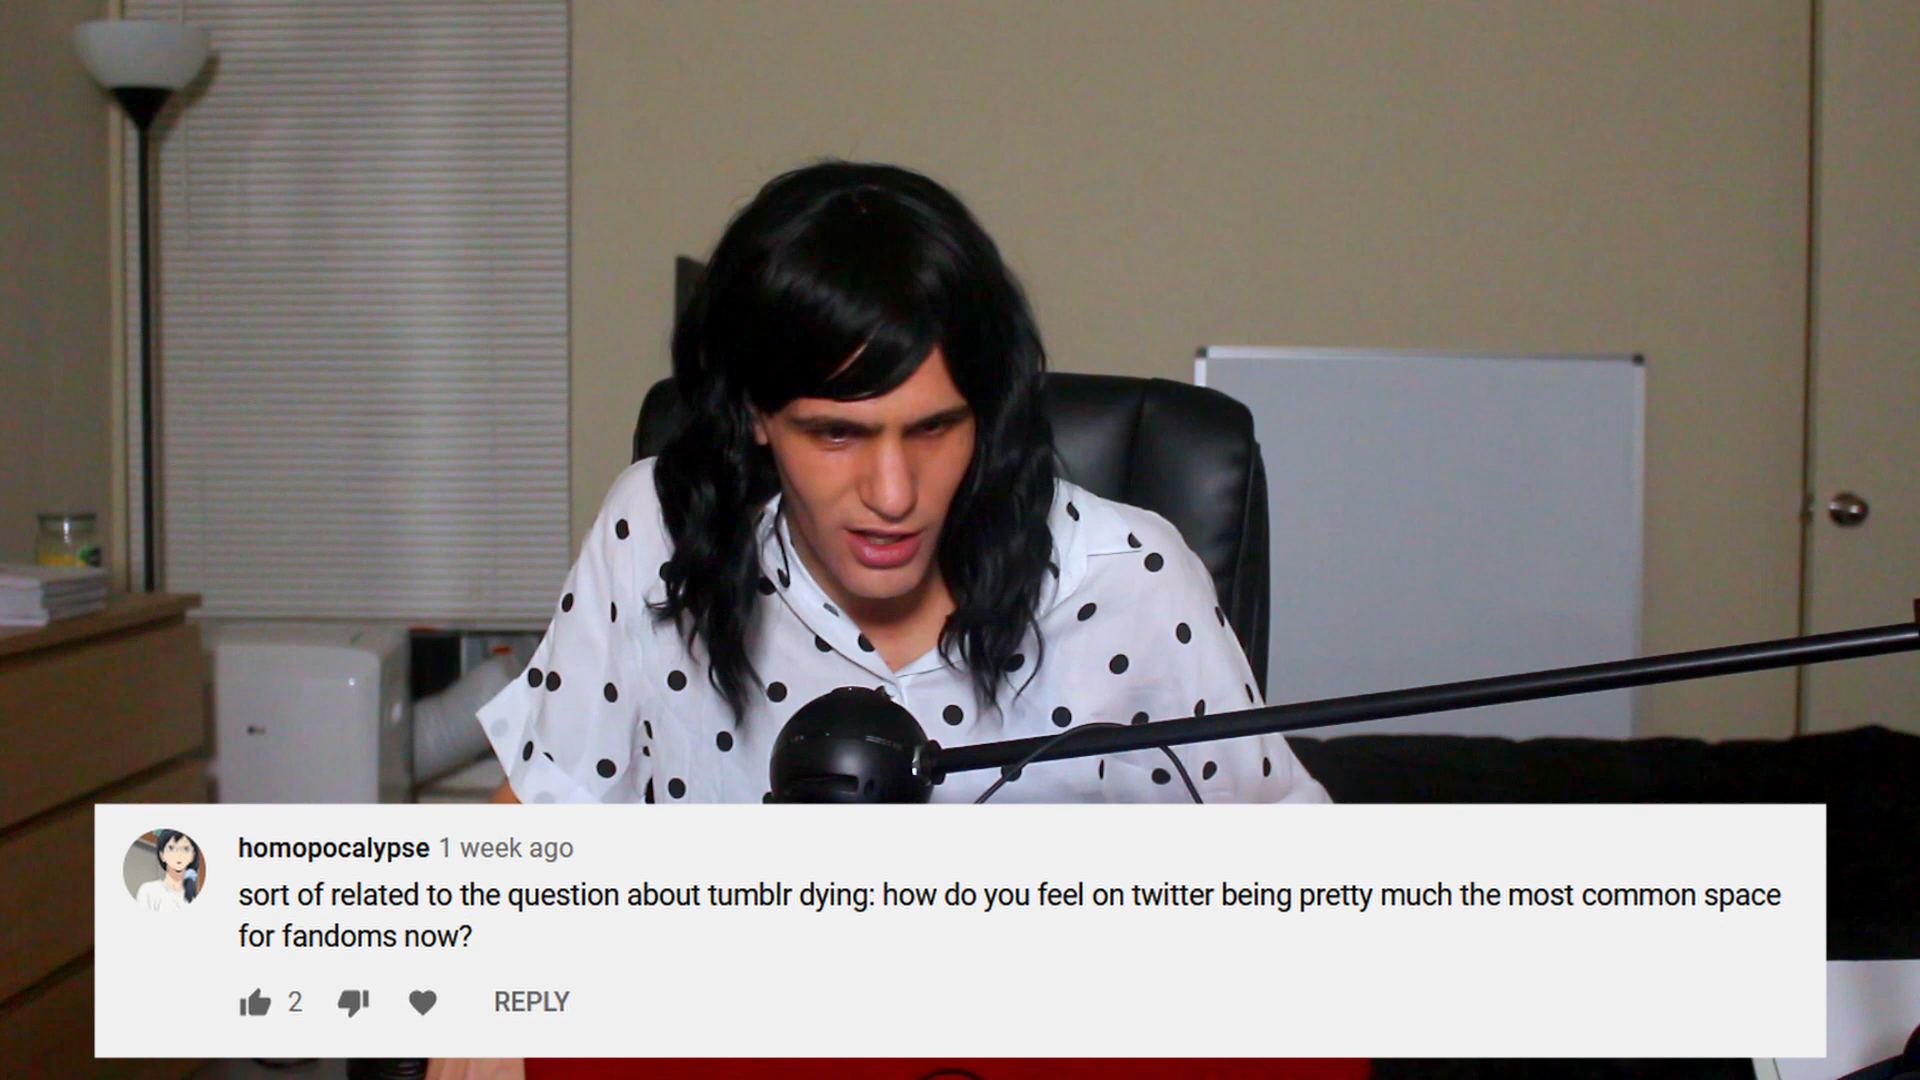 homopocalypse 1 week ago
sort of related to the question about tumblr dying: how do you feel on twitter being pretty much the most common space
for fandoms now?
2 REPLY